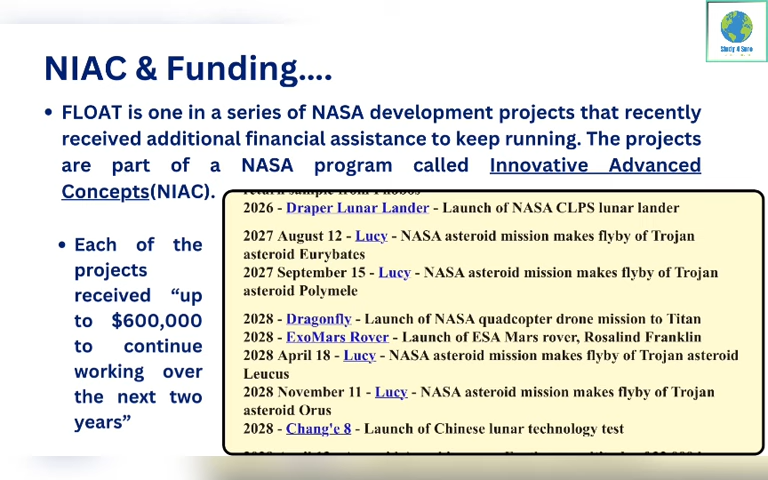 Study 4 Sure
NIAC & Funding....
• FLOAT is one in a series of NASA development projects that recently
received additional financial assistance to keep running. The projects
are part of a NASA program called Innovative Advanced
Concepts(NIAC).
• Each of the
projects
received “up
to $600,000
to continue
working over
the next two
years”
return sample from Phobos
2026 - Draper Lunar Lander - Launch of NASA CLPS lunar lander
2027 August 12 - Lucy - NASA asteroid mission makes flyby of Trojan
asteroid Eurybates
2027 September 15 - Lucy - NASA asteroid mission makes flyby of Trojan
asteroid Polymele
2028 - Dragonfly - Launch of NASA quadcopter drone mission to Titan
2028 - ExoMars Rover - Launch of ESA Mars rover, Rosalind Franklin
2028 April 18 - Lucy - NASA asteroid mission makes flyby of Trojan asteroid
Leucus
2028 November 11 - Lucy - NASA asteroid mission makes flyby of Trojan
asteroid Orus
2028 - Chang'e 8 - Launch of Chinese lunar technology test